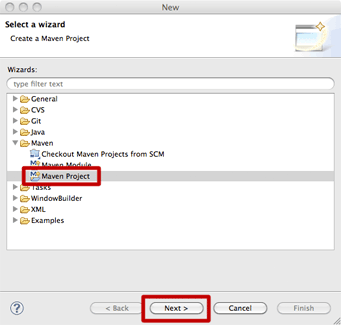 New
Select a wizard
Create a Maven Project
Wizards:
type filter text
General
CVS
Git
Java
Maven
Checkout Maven Projects from SCM
Maven Module
Maven Project
Tasks
WindowBuilder
XML
Examples
?
< Back
Next >
Cancel
Finish